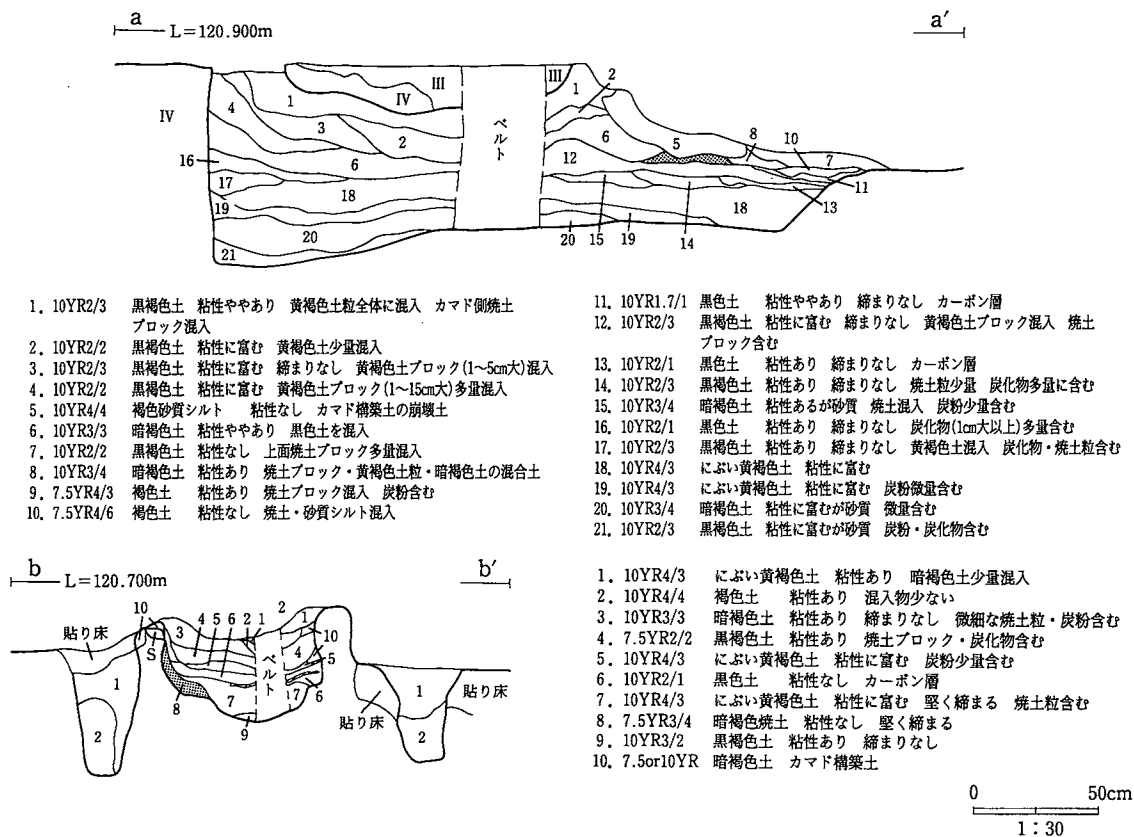 a L=120.900m a′
III III 2
1 1
IV 4 IV ベルト
3 2 6 5 8 10 7
16 6 12 11
17 18 13
19 18
20 20 15 19 14
21
1. 10YR2/3 黒褐色土 粘性ややあり 黄褐色土粒全体に混入 カマド側焼土
ブロック混入
2. 10YR2/2 黒褐色土 粘性に富む 黄褐色土少量混入
3. 10YR2/3 黒褐色土 粘性に富む 締まりなし 黄褐色土ブロック(1～5cm大)混入
4. 10YR2/2 黒褐色土 粘性に富む 黄褐色土ブロック(1～15cm大)多量混入
5. 10YR4/4 褐色砂質シルト 粘性なし カマド構築土の崩壊土
6. 10YR3/3 暗褐色土 粘性ややあり 黒色土を混入
7. 10YR2/2 黒褐色土 粘性なし 上面焼土ブロック多量混入
8. 10YR3/4 暗褐色土 粘性あり 焼土ブロック・黄褐色土粒・暗褐色土の混合土
9. 7.5YR4/3 褐色土 粘性あり 焼土ブロック混入 炭粉含む
10. 7.5YR4/6 褐色土 粘性なし 焼土・砂質シルト混入
11. 10YR1.7/1 黒色土 粘性ややあり 締まりなし カーボン層
12. 10YR2/3 黒褐色土 粘性に富む 締まりなし 黄褐色土ブロック混入 焼土
ブロック含む
13. 10YR2/1 黒色土 粘性あり 締まりなし カーボン層
14. 10YR2/3 黒褐色土 粘性あり 締まりなし 焼土粒少量 炭化物多量に含む
15. 10YR3/4 暗褐色土 粘性あるが砂質 焼土混入 炭粉少量含む
16. 10YR2/1 黒色土 粘性あり 締まりなし 炭化物(1cm大以上)多量含む
17. 10YR2/3 黒褐色土 粘性あり 締まりなし 黄褐色土混入 炭化物・焼土粒含む
18. 10YR4/3 にぶい黄褐色土 粘性に富む
19. 10YR4/3 にぶい黄褐色土 粘性に富む 炭粉微量含む
20. 10YR3/4 暗褐色土 粘性に富むが砂質 微量含む
21. 10YR2/3 黒褐色土 粘性に富むが砂質 炭粉・炭化物含む
b L=120.700m b′
10 4 5 6 2 1 2
貼り床 3 1 10
S 4
ベルト 5
1 7 7 6 1 貼り床
8 貼り床
2 9 2
1. 10YR4/3 にぶい黄褐色土 粘性あり 暗褐色土少量混入
2. 10YR4/4 褐色土 粘性あり 混入物少ない
3. 10YR3/3 暗褐色土 粘性あり 締まりなし 微細な焼土粒・炭粉含む
4. 7.5YR2/2 黒褐色土 粘性あり 焼土ブロック・炭化物含む
5. 10YR4/3 にぶい黄褐色土 粘性に富む 炭粉少量含む
6. 10YR2/1 黒色土 粘性なし カーボン層
7. 10YR4/3 にぶい黄褐色土 粘性に富む 堅く締まる 焼土粒含む
8. 7.5YR3/4 暗褐色焼土 粘性なし 堅く締まる
9. 10YR3/2 黒褐色土 粘性あり 締まりなし
10. 7.5or10YR 暗褐色土 カマド構築土
0 50cm
1：30